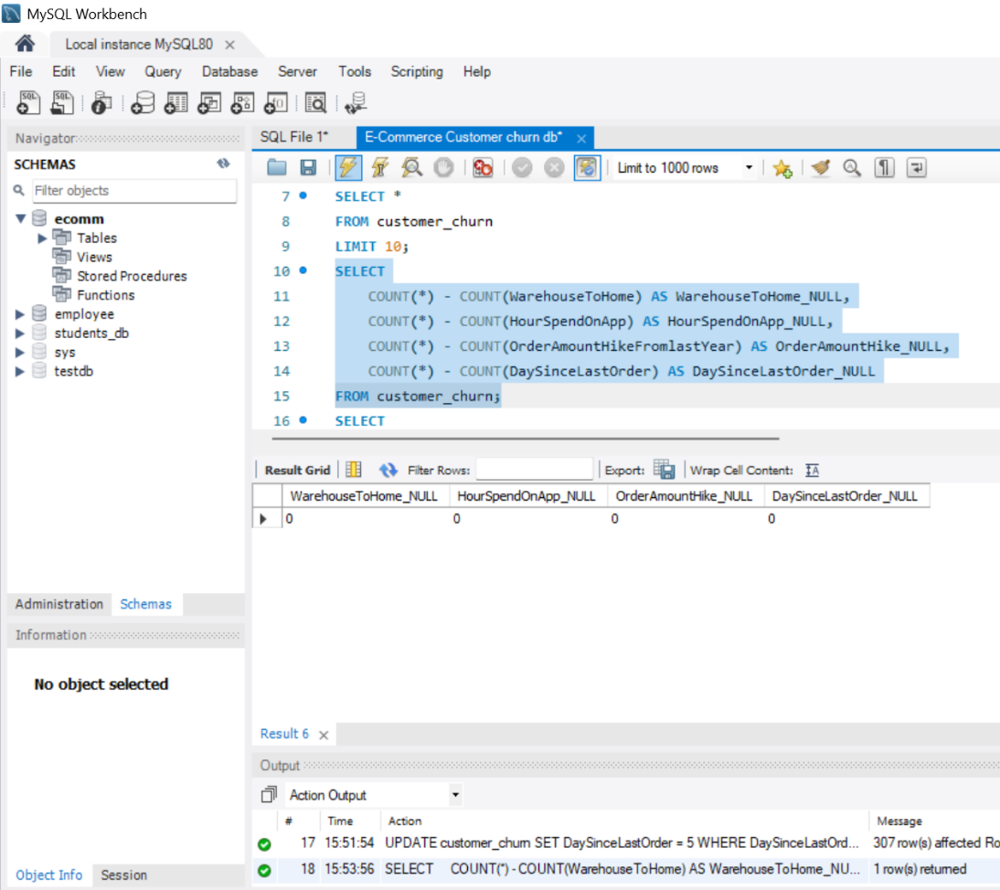 MySQL Workbench
Local instance MySQL80
File Edit View Query Database Server Tools Scripting Help
Navigator
SCHEMAS
Filter objects
ecomm
Tables
Views
Stored Procedures
Functions
employee
students_db
sys
testdb
Administration Schemas
Information
No object selected
Object Info Session
SQL File 1* E-Commerce Customer churn db*
Limit to 1000 rows
7 SELECT *
8 FROM customer_churn
9 LIMIT 10;
10 SELECT
11 COUNT(*) - COUNT(WarehouseToHome) AS WarehouseToHome_NULL,
12 COUNT(*) - COUNT(HourSpendOnApp) AS HourSpendOnApp_NULL,
13 COUNT(*) - COUNT(OrderAmountHikeFromlastYear) AS OrderAmountHike_NULL,
14 COUNT(*) - COUNT(DaySinceLastOrder) AS DaySinceLastOrder_NULL
15 FROM customer_churn;
16 SELECT
Result Grid Filter Rows: Export: Wrap Cell Content:
WarehouseToHome_NULL HourSpendOnApp_NULL OrderAmountHike_NULL DaySinceLastOrder_NULL
0 0 0 0
Result 6
Output
Action Output
# Time Action Message
17 15:51:54 UPDATE customer_churn SET DaySinceLastOrder = 5 WHERE DaySinceLastOrd... 307 row(s) affected Ro
18 15:53:56 SELECT COUNT(*) - COUNT(WarehouseToHome) AS WarehouseToHome_NU... 1 row(s) returned